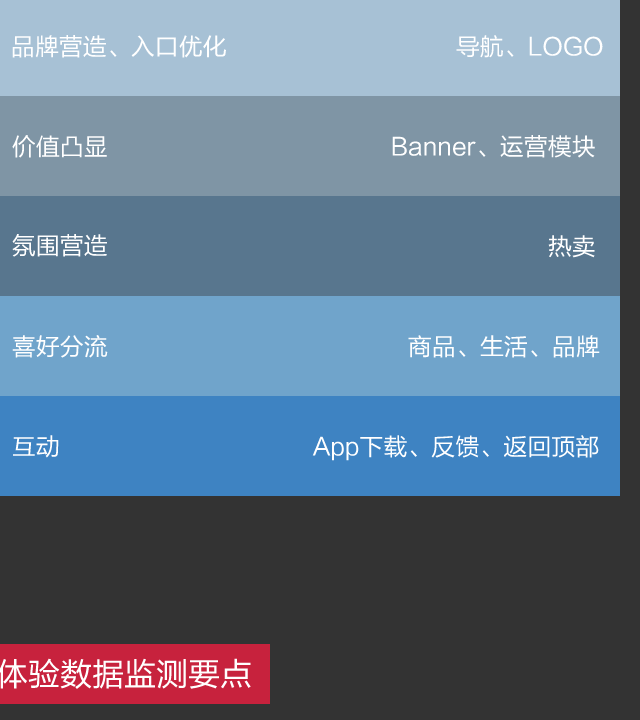 品牌营造、入口优化 导航、LOGO
价值凸显 Banner、运营模块
氛围营造 热卖
喜好分流 商品、生活、品牌
互动 App下载、反馈、返回顶部
体验数据监测要点